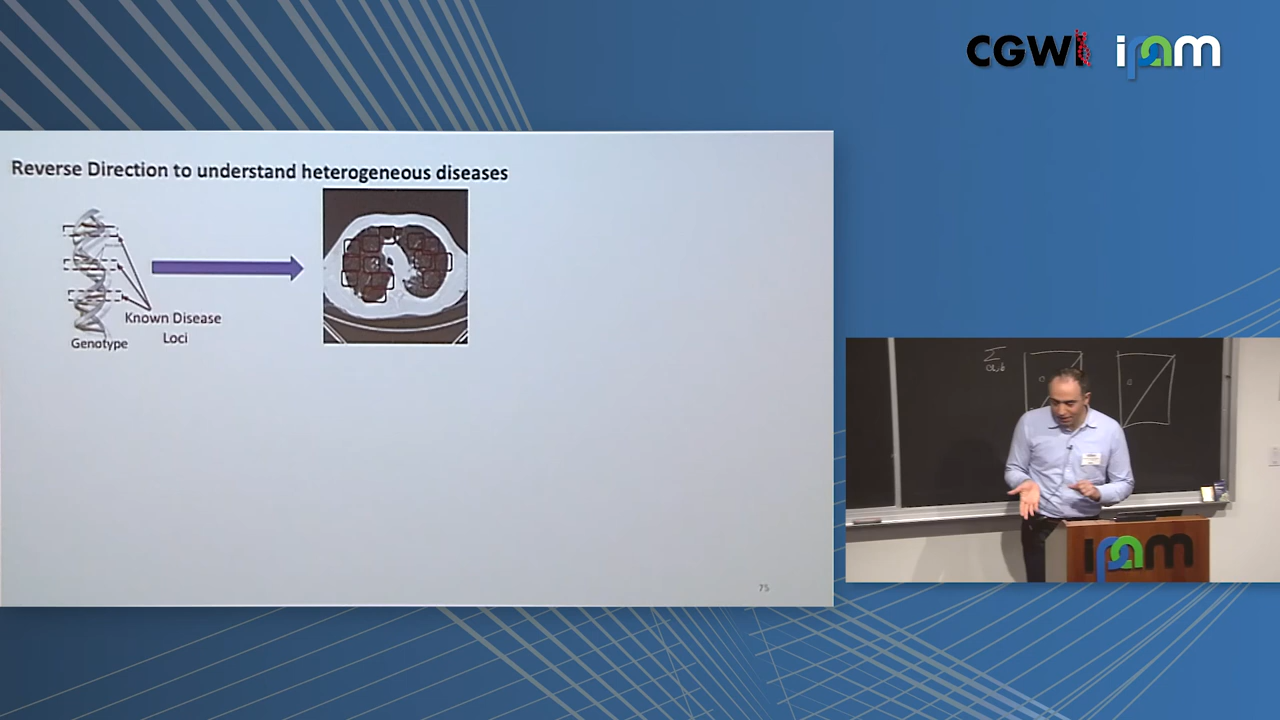 CGWI ipam
Reverse Direction to understand heterogeneous diseases
Known Disease
Loci
Genotype
75
Σ
a,b
ipam